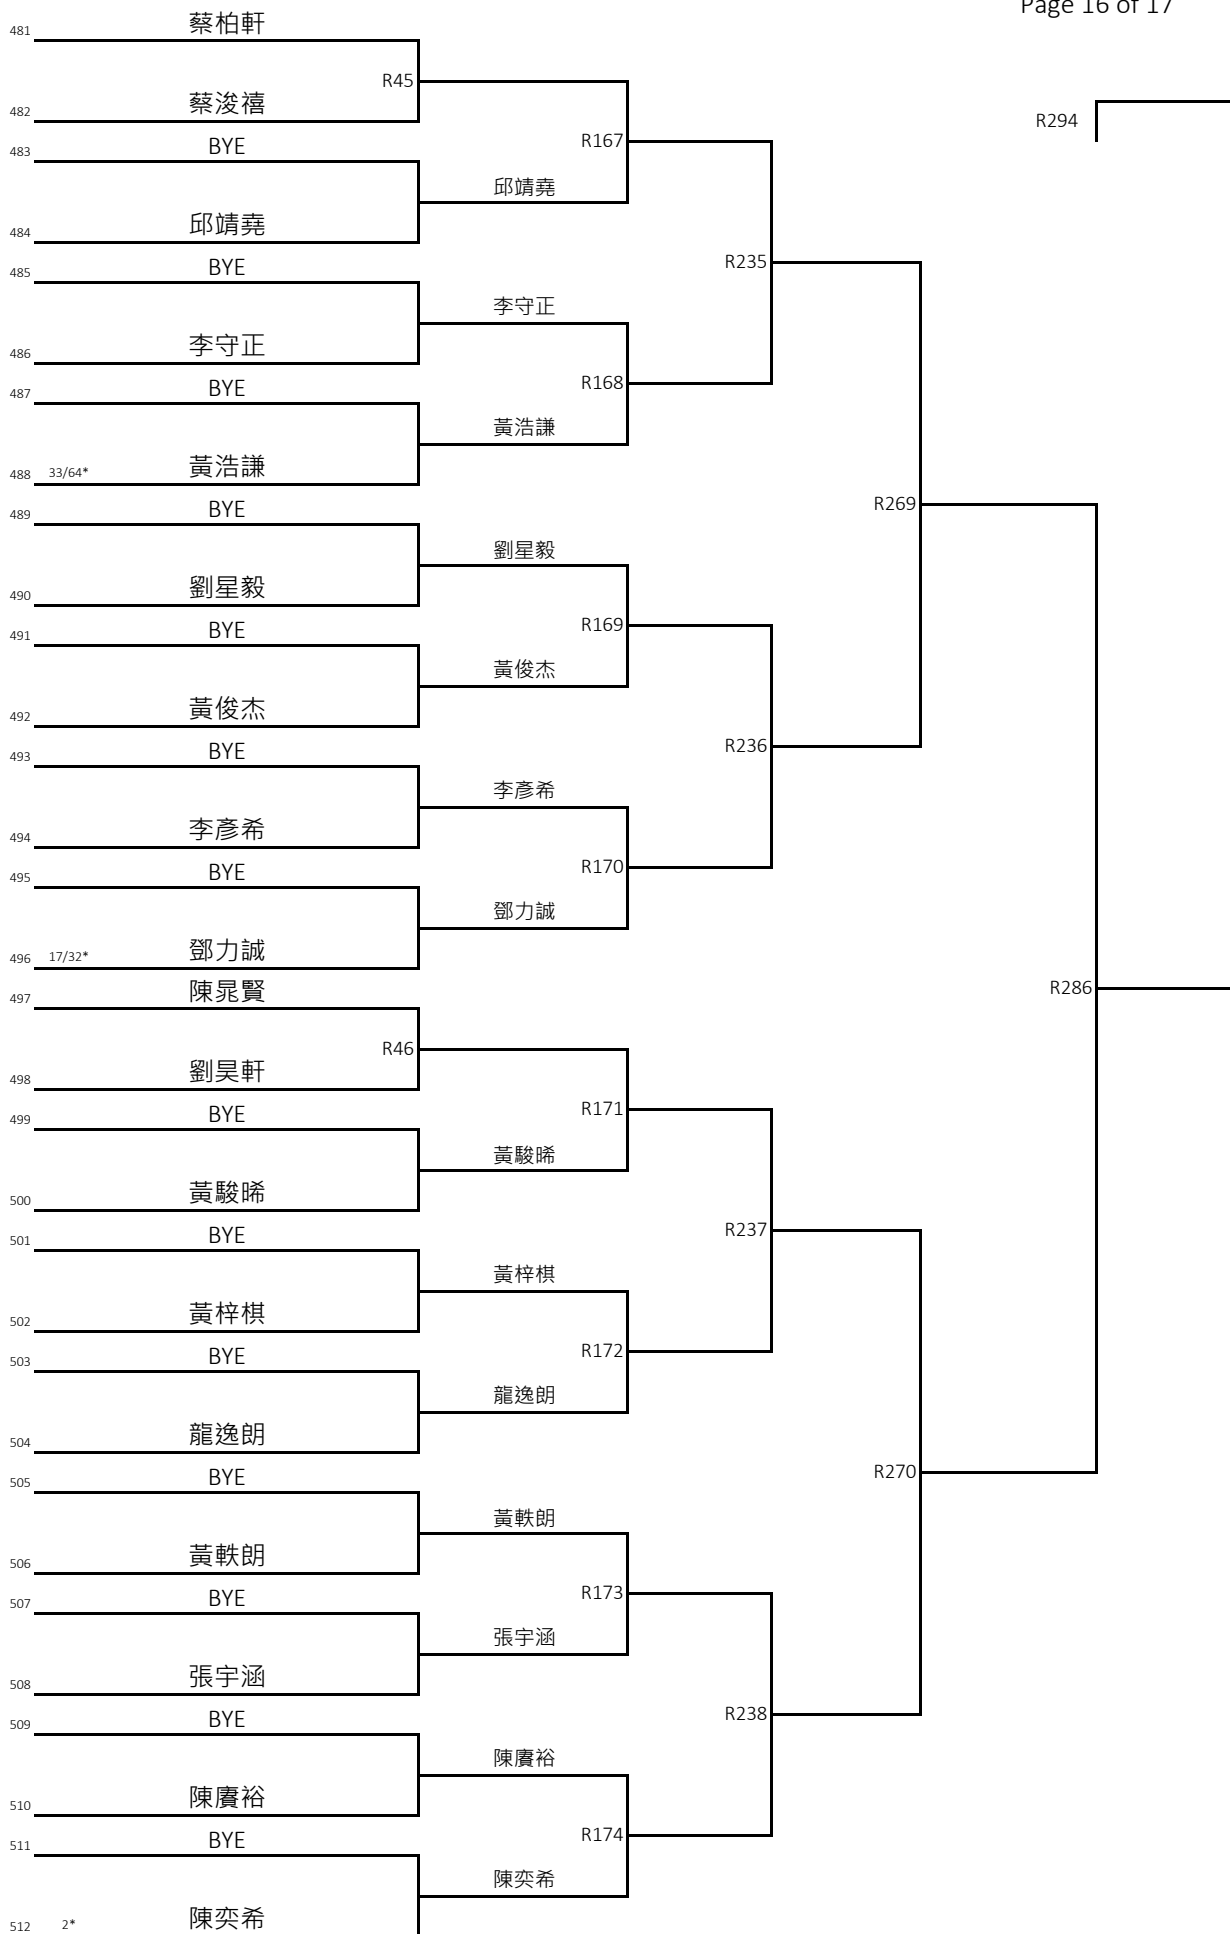 Page 16 of 17
481 蔡柏軒
R45
482 蔡浚禧
R294
483 BYE
R167
邱靖堯
484 邱靖堯
485 BYE
R235
李守正
486 李守正
R168
487 BYE
黃浩謙
488 33/64* 黃浩謙
489 BYE
R269
劉星毅
490 劉星毅
R169
491 BYE
黃俊杰
492 黃俊杰
R236
493 BYE
李彥希
494 李彥希
R170
495 BYE
鄧力誠
496 17/32* 鄧力誠
R286
497 陳晁賢
R46
498 劉昊軒
R171
499 BYE
黃駿晞
500 黃駿晞
R237
501 BYE
黃梓棋
502 黃梓棋
R172
503 BYE
龍逸朗
504 龍逸朗
R270
505 BYE
黃軼朗
506 黃軼朗
R173
507 BYE
張宇涵
508 張宇涵
R238
509 BYE
陳賡裕
510 陳賡裕
R174
511 BYE
陳奕希
512 2* 陳奕希